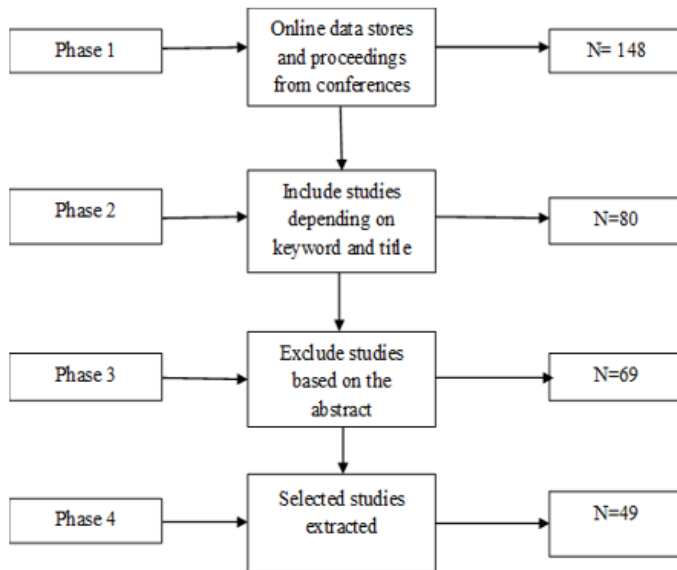 Phase 1
Online data stores
and proceedings
from conferences
N= 148
Phase 2
Include studies
depending on
keyword and title
N=80
Phase 3
Exclude studies
based on the
abstract
N=69
Phase 4
Selected studies
extracted
N=49